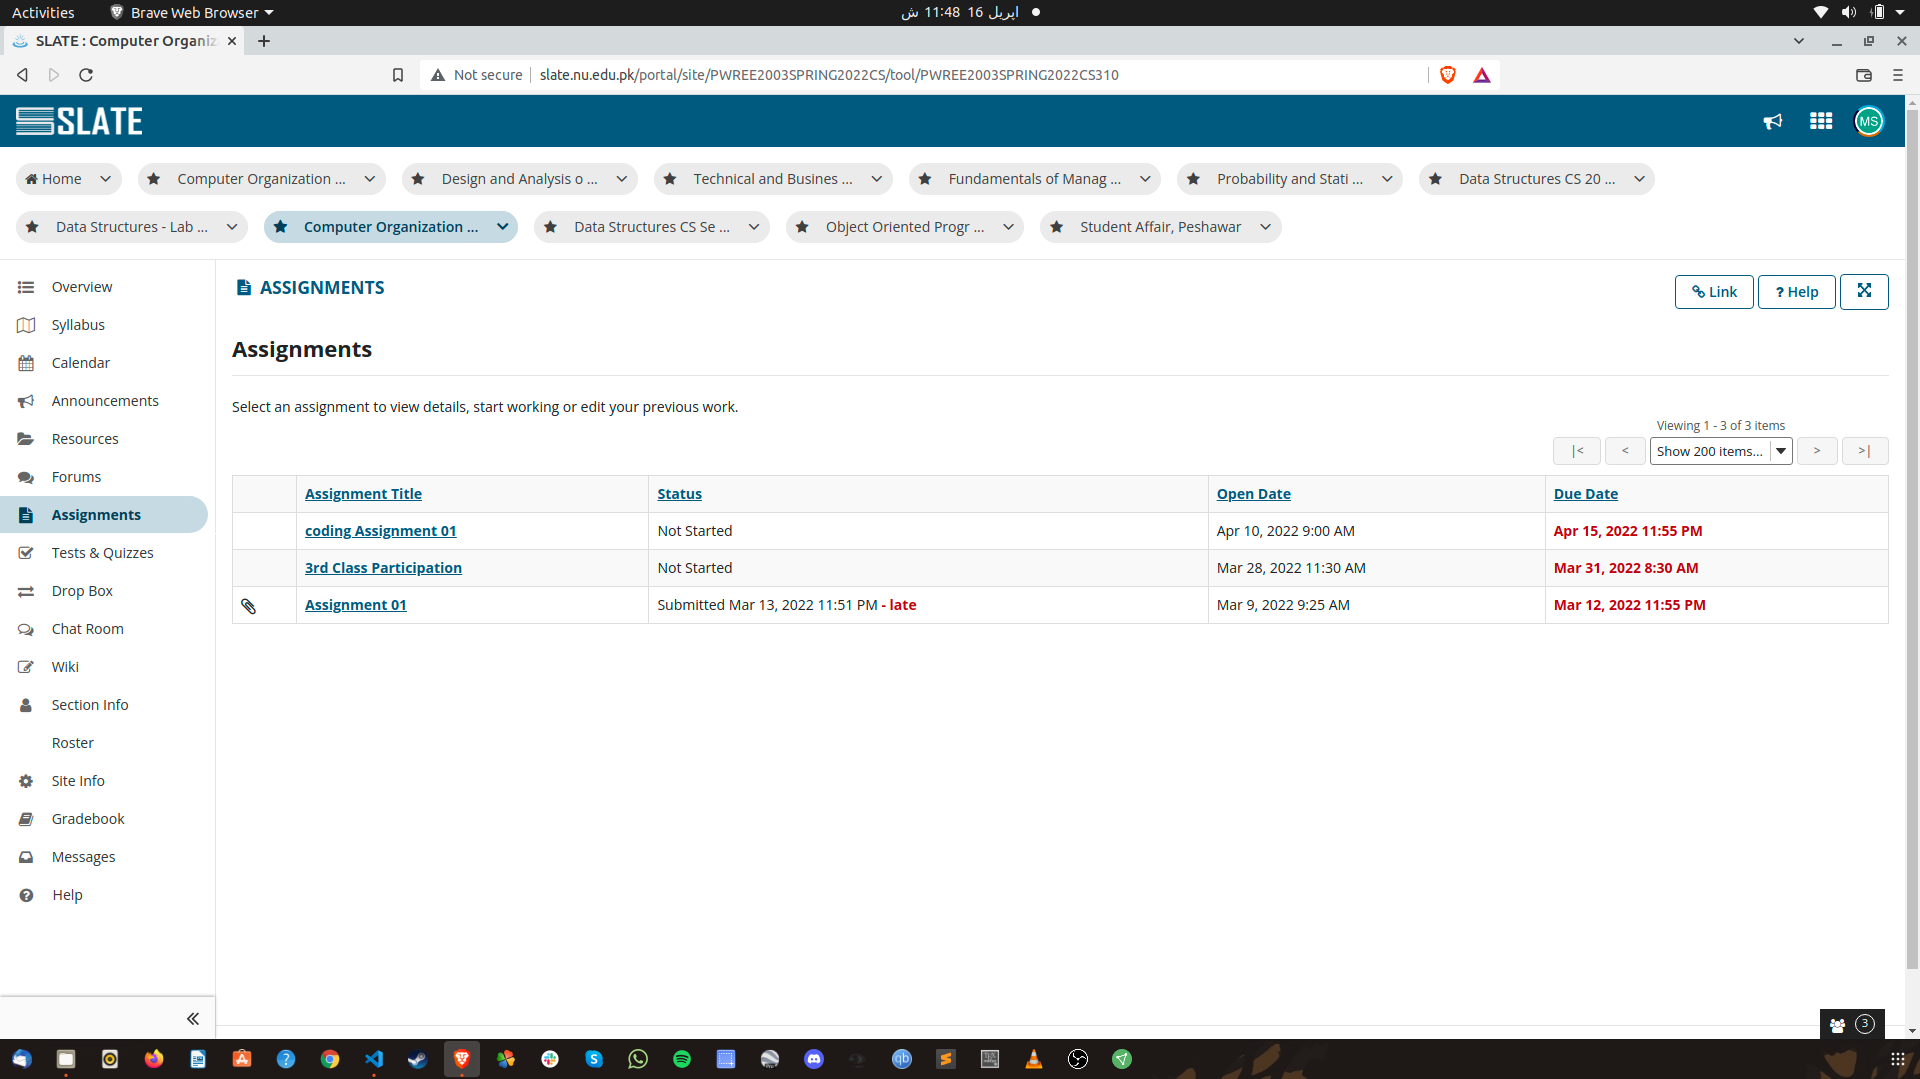 Activities
Brave Web Browser
اپریل 16  11:48 ش
SLATE : Computer Organiz
Not secure
slate.nu.edu.pk/portal/site/PWREE2003SPRING2022CS/tool/PWREE2003SPRING2022CS310
SLATE
MS
Home
Computer Organization ...
Design and Analysis o ...
Technical and Busines ...
Fundamentals of Manag ...
Probability and Stati ...
Data Structures CS 20 ...
Data Structures - Lab ...
Computer Organization ...
Data Structures CS Se ...
Object Oriented Progr ...
Student Affair, Peshawar
Overview
Syllabus
Calendar
Announcements
Resources
Forums
Assignments
Tests & Quizzes
Drop Box
Chat Room
Wiki
Section Info
Roster
Site Info
Gradebook
Messages
Help
ASSIGNMENTS
Link
? Help
Assignments
Select an assignment to view details, start working or edit your previous work.
Viewing 1 - 3 of 3 items
|< < Show 200 items... > >|
Assignment Title Status Open Date Due Date
coding Assignment 01 Not Started Apr 10, 2022 9:00 AM Apr 15, 2022 11:55 PM
3rd Class Participation Not Started Mar 28, 2022 11:30 AM Mar 31, 2022 8:30 AM
Assignment 01 Submitted Mar 13, 2022 11:51 PM - late Mar 9, 2022 9:25 AM Mar 12, 2022 11:55 PM
3